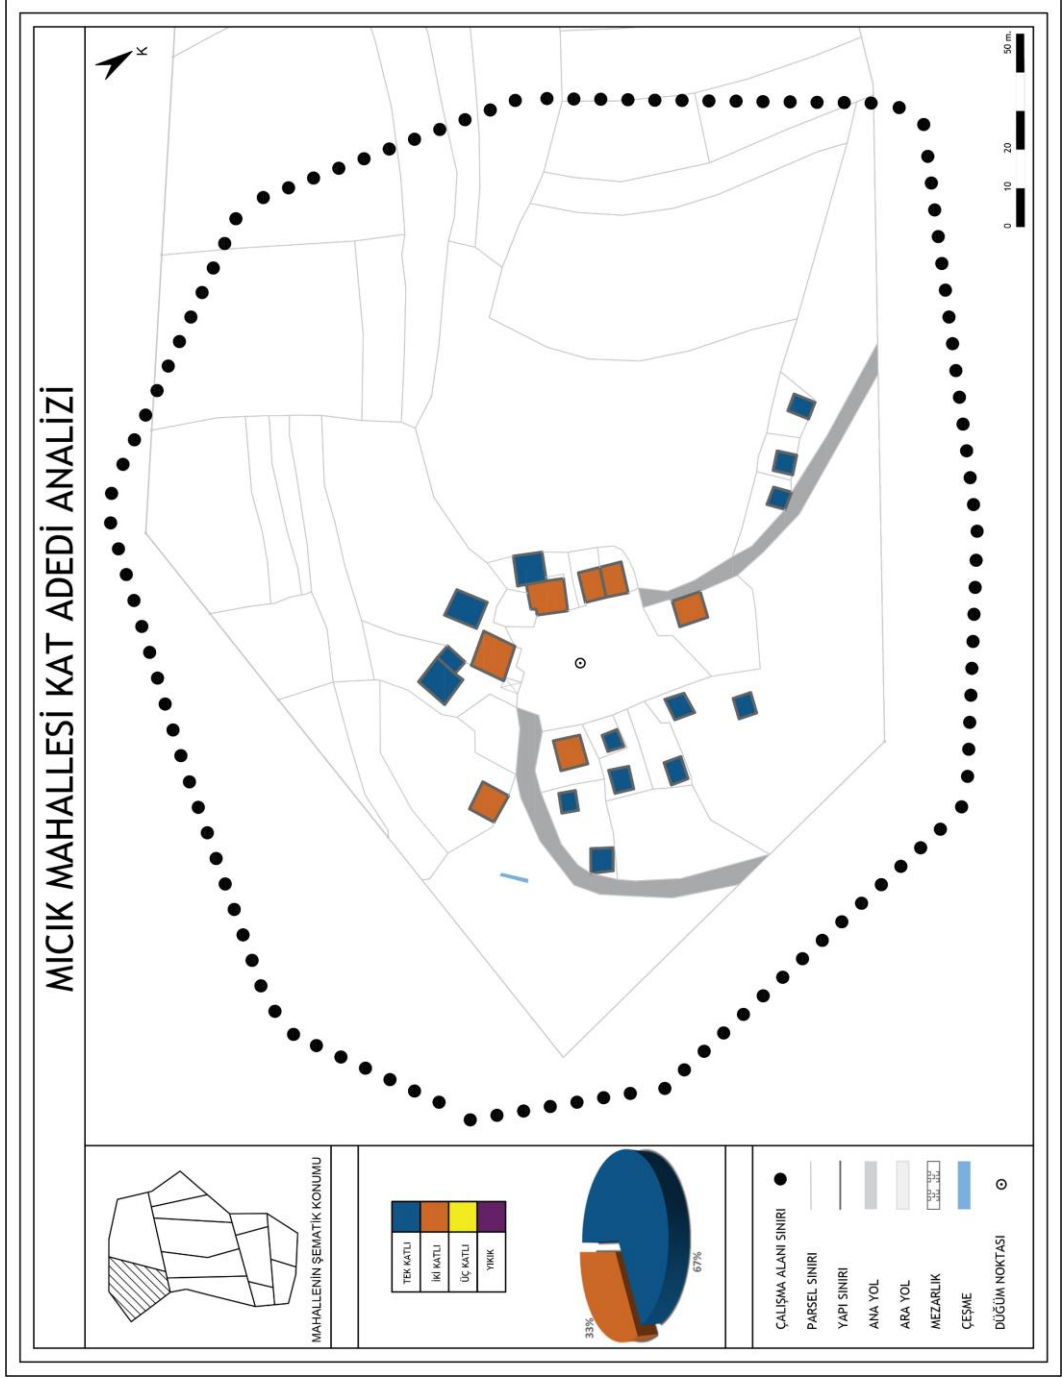 MICIK MAHALLESİ KAT ADEDİ ANALİZİ
K
0 10 20 50 m.
MAHALLENİN ŞEMATİK KONUMU
TEK KATLI
İKİ KATLI
ÜÇ KATLI
YIKIK
33%
67%
ÇALIŞMA ALANI SINIRI
PARSEL SINIRI
YAPI SINIRI
ANA YOL
ARA YOL
MEZARLIK
ÇEŞME
DÜĞÜM NOKTASI